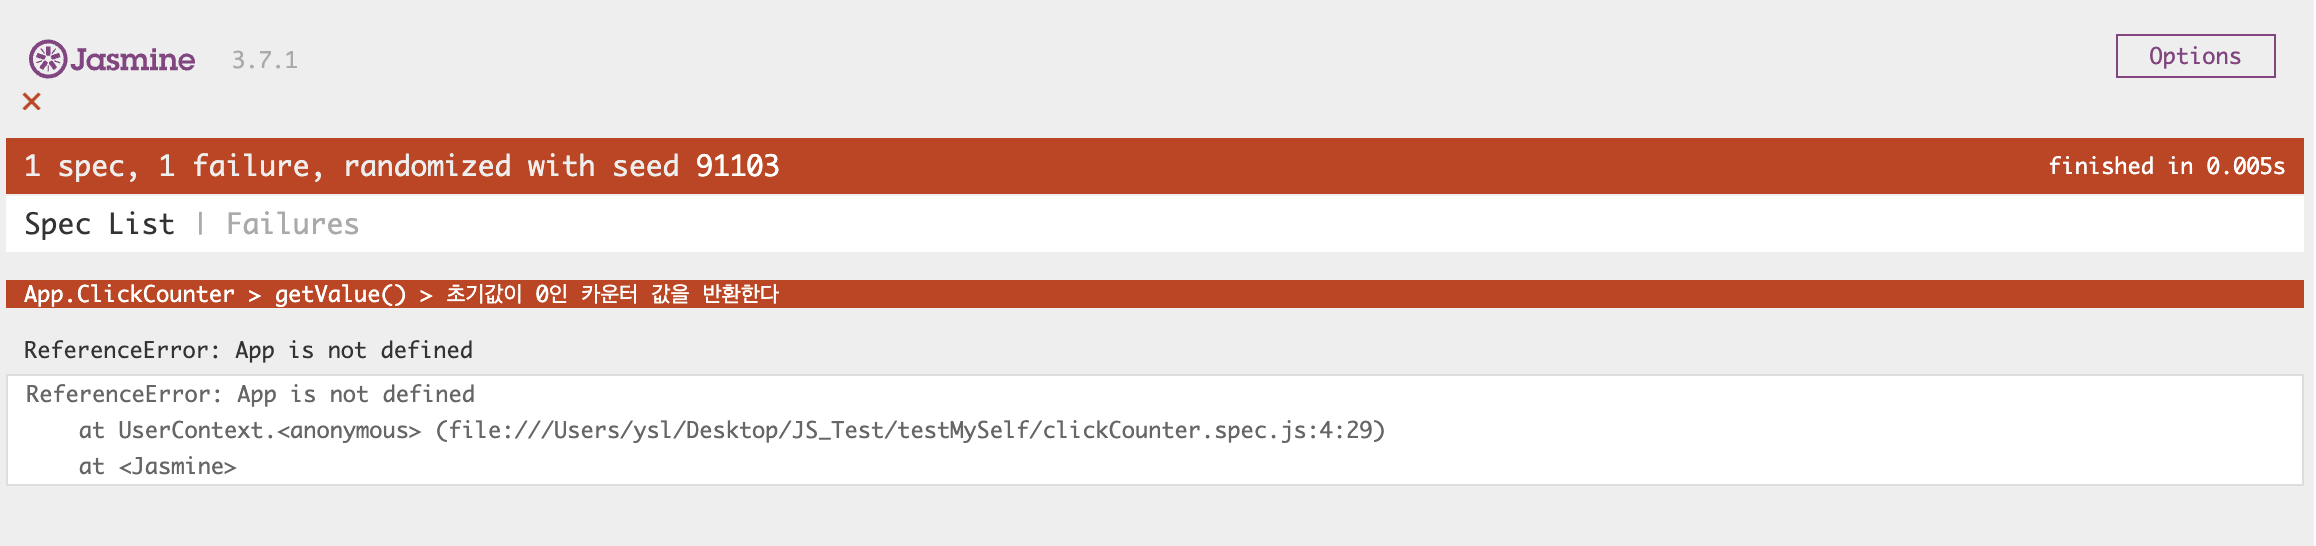 Jasmine 3.7.1 Options
×
1 spec, 1 failure, randomized with seed 91103 finished in 0.005s
Spec List | Failures
App.ClickCounter > getValue() > 초기값이 0인 카운터 값을 반환한다
ReferenceError: App is not defined
ReferenceError: App is not defined
at UserContext.<anonymous> (file:///Users/ysl/Desktop/JS_Test/testMySelf/clickCounter.spec.js:4:29)
at <Jasmine>